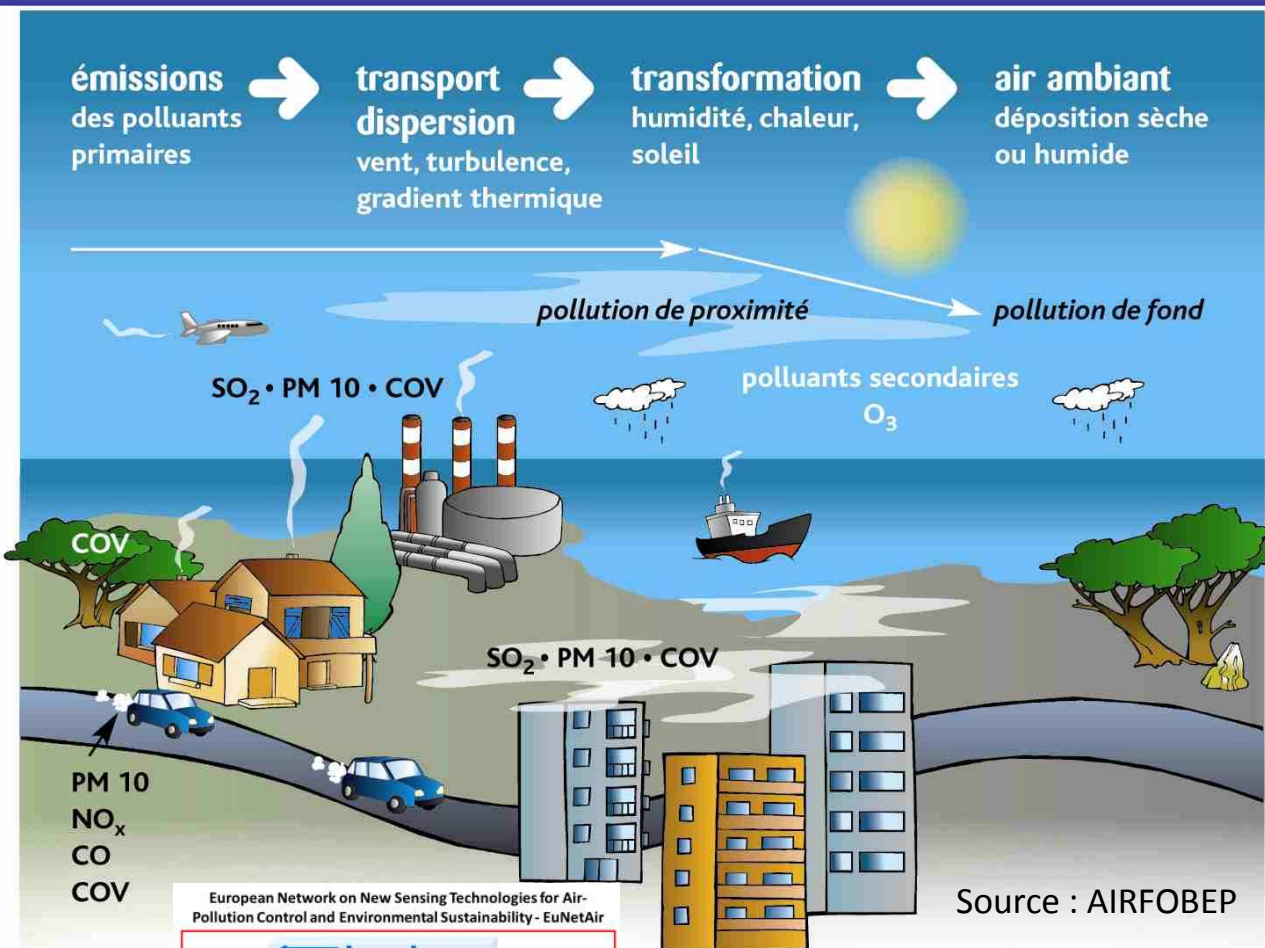 émissions
des polluants
primaires
transport
dispersion
vent, turbulence,
gradient thermique
transformation
humidité, chaleur,
soleil
air ambiant
déposition sèche
ou humide
pollution de proximité
pollution de fond
SO₂ • PM 10 • COV
polluants secondaires
O₃
COV
SO₂ • PM 10 • COV
PM 10
NOₓ
CO
COV
European Network on New Sensing Technologies for Air-
Pollution Control and Environmental Sustainability - EuNetAir
Source : AIRFOBEP